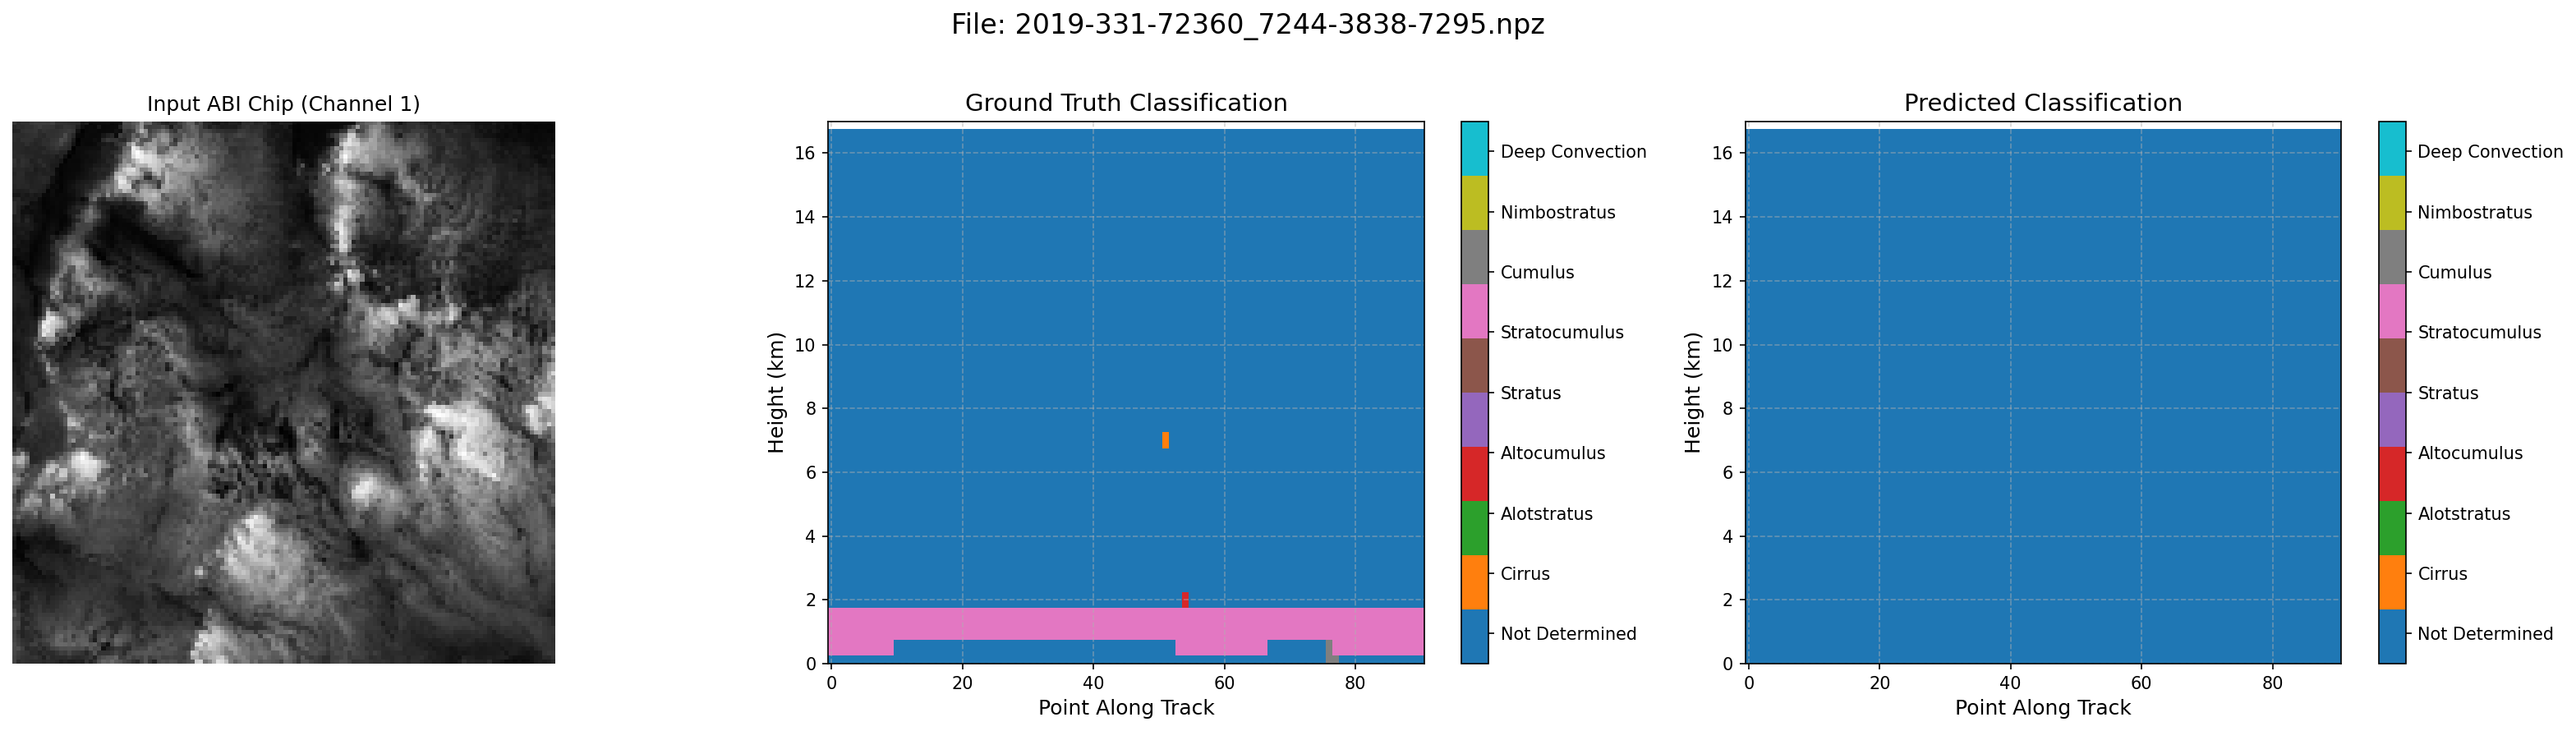 File: 2019-331-72360_7244-3838-7295.npz
Input ABI Chip (Channel 1)
Ground Truth Classification
Height (km)
16
14
12
10
8
6
4
2
0
0 20 40 60 80
Point Along Track
Deep Convection
Nimbostratus
Cumulus
Stratocumulus
Stratus
Altocumulus
Alotstratus
Cirrus
Not Determined
Predicted Classification
Height (km)
16
14
12
10
8
6
4
2
0
0 20 40 60 80
Point Along Track
Deep Convection
Nimbostratus
Cumulus
Stratocumulus
Stratus
Altocumulus
Alotstratus
Cirrus
Not Determined